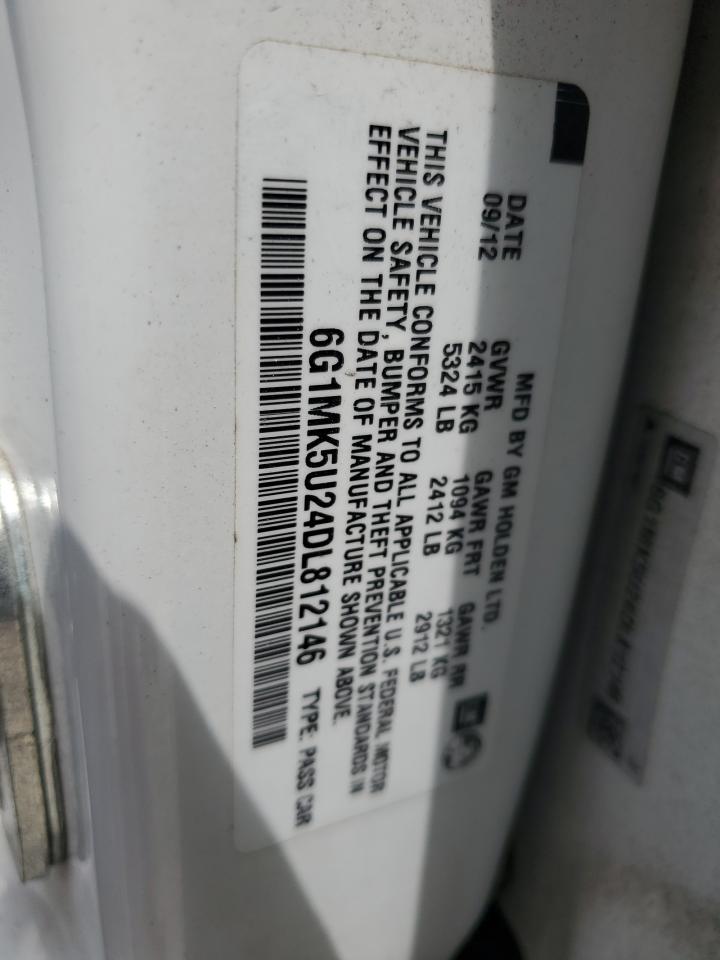 MFD BY GM HOLDEN LTD.
DATE GVWR GAWR FRT GAWR RR
09/12 2415 KG 1094 KG 1321 KG
5324 LB 2412 LB 2912 LB
THIS VEHICLE CONFORMS TO ALL APPLICABLE U.S. FEDERAL MOTOR
VEHICLE SAFETY, BUMPER AND THEFT PREVENTION STANDARDS IN
EFFECT ON THE DATE OF MANUFACTURE SHOWN ABOVE.
6G1MK5U24DL812146 TYPE: PASS CAR